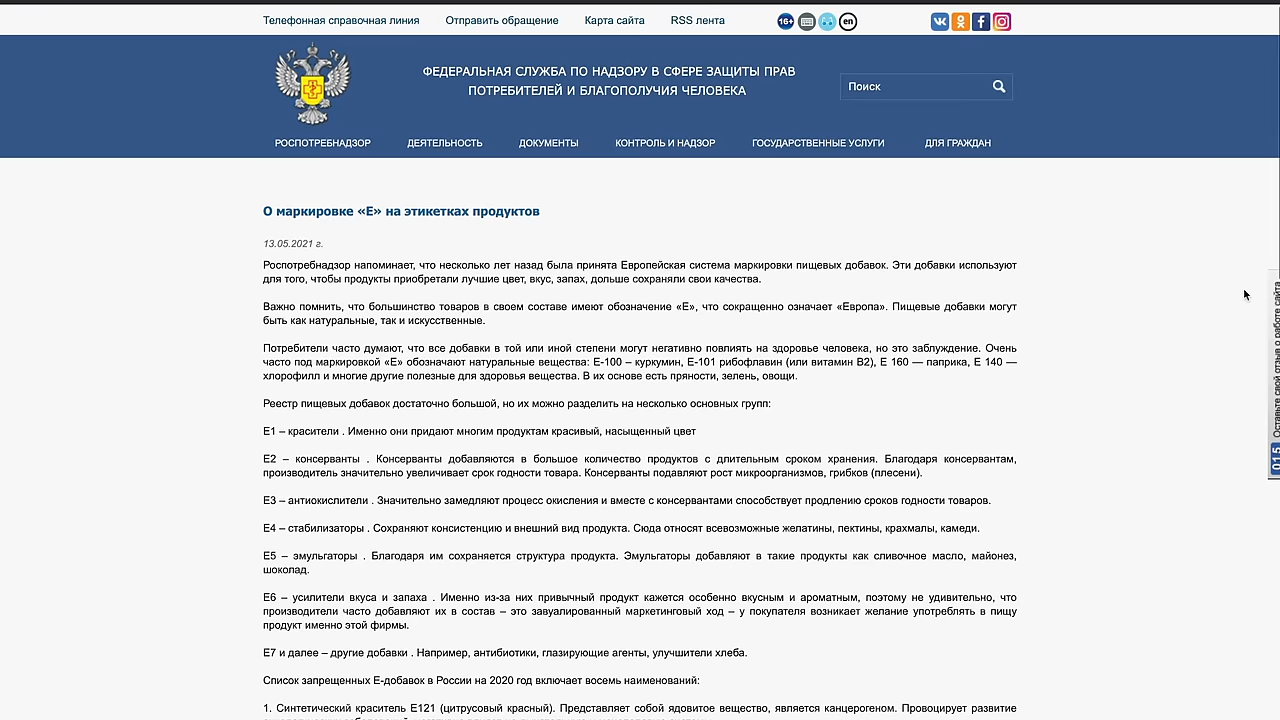 Телефонная справочная линия Отправить обращение Карта сайта RSS лента 16+ en
ФЕДЕРАЛЬНАЯ СЛУЖБА ПО НАДЗОРУ В СФЕРЕ ЗАЩИТЫ ПРАВ
ПОТРЕБИТЕЛЕЙ И БЛАГОПОЛУЧИЯ ЧЕЛОВЕКА
Поиск
РОСПОТРЕБНАДЗОР ДЕЯТЕЛЬНОСТЬ ДОКУМЕНТЫ КОНТРОЛЬ И НАДЗОР ГОСУДАРСТВЕННЫЕ УСЛУГИ ДЛЯ ГРАЖДАН
О маркировке «Е» на этикетках продуктов
13.05.2021 г.
Роспотребнадзор напоминает, что несколько лет назад была принята Европейская система маркировки пищевых добавок. Эти добавки используют
для того, чтобы продукты приобретали лучшие цвет, вкус, запах, дольше сохраняли свои качества.
Важно помнить, что большинство товаров в своем составе имеют обозначение «Е», что сокращенно означает «Европа». Пищевые добавки могут
быть как натуральные, так и искусственные.
Потребители часто думают, что все добавки в той или иной степени могут негативно повлиять на здоровье человека, но это заблуждение. Очень
часто под маркировкой «Е» обозначают натуральные вещества: Е-100 – куркумин, Е-101 рибофлавин (или витамин В2), Е 160 — паприка, Е 140 —
хлорофилл и многие другие полезные для здоровья вещества. В их основе есть пряности, зелень, овощи.
Реестр пищевых добавок достаточно большой, но их можно разделить на несколько основных групп:
Е1 – красители . Именно они придают многим продуктам красивый, насыщенный цвет
Е2 – консерванты . Консерванты добавляются в большое количество продуктов с длительным сроком хранения. Благодаря консервантам,
производитель значительно увеличивает срок годности товара. Консерванты подавляют рост микроорганизмов, грибков (плесени).
Е3 – антиокислители . Значительно замедляют процесс окисления и вместе с консервантами способствует продлению сроков годности товаров.
Е4 – стабилизаторы . Сохраняют консистенцию и внешний вид продукта. Сюда относят всевозможные желатины, пектины, крахмалы, камеди.
Е5 – эмульгаторы . Благодаря им сохраняется структура продукта. Эмульгаторы добавляют в такие продукты как сливочное масло, майонез,
шоколад.
Е6 – усилители вкуса и запаха . Именно из-за них привычный продукт кажется особенно вкусным и ароматным, поэтому не удивительно, что
производители часто добавляют их в состав – это завуалированный маркетинговый ход – у покупателя возникает желание употреблять в пищу
продукт именно этой фирмы.
Е7 и далее – другие добавки . Например, антибиотики, глазирующие агенты, улучшители хлеба.
Список запрещенных Е-добавок в России на 2020 год включает восемь наименований:
1. Синтетический краситель Е121 (цитрусовый красный). Представляет собой ядовитое вещество, является канцерогеном. Провоцирует развитие
Оставьте свой отзыв о работе сайта